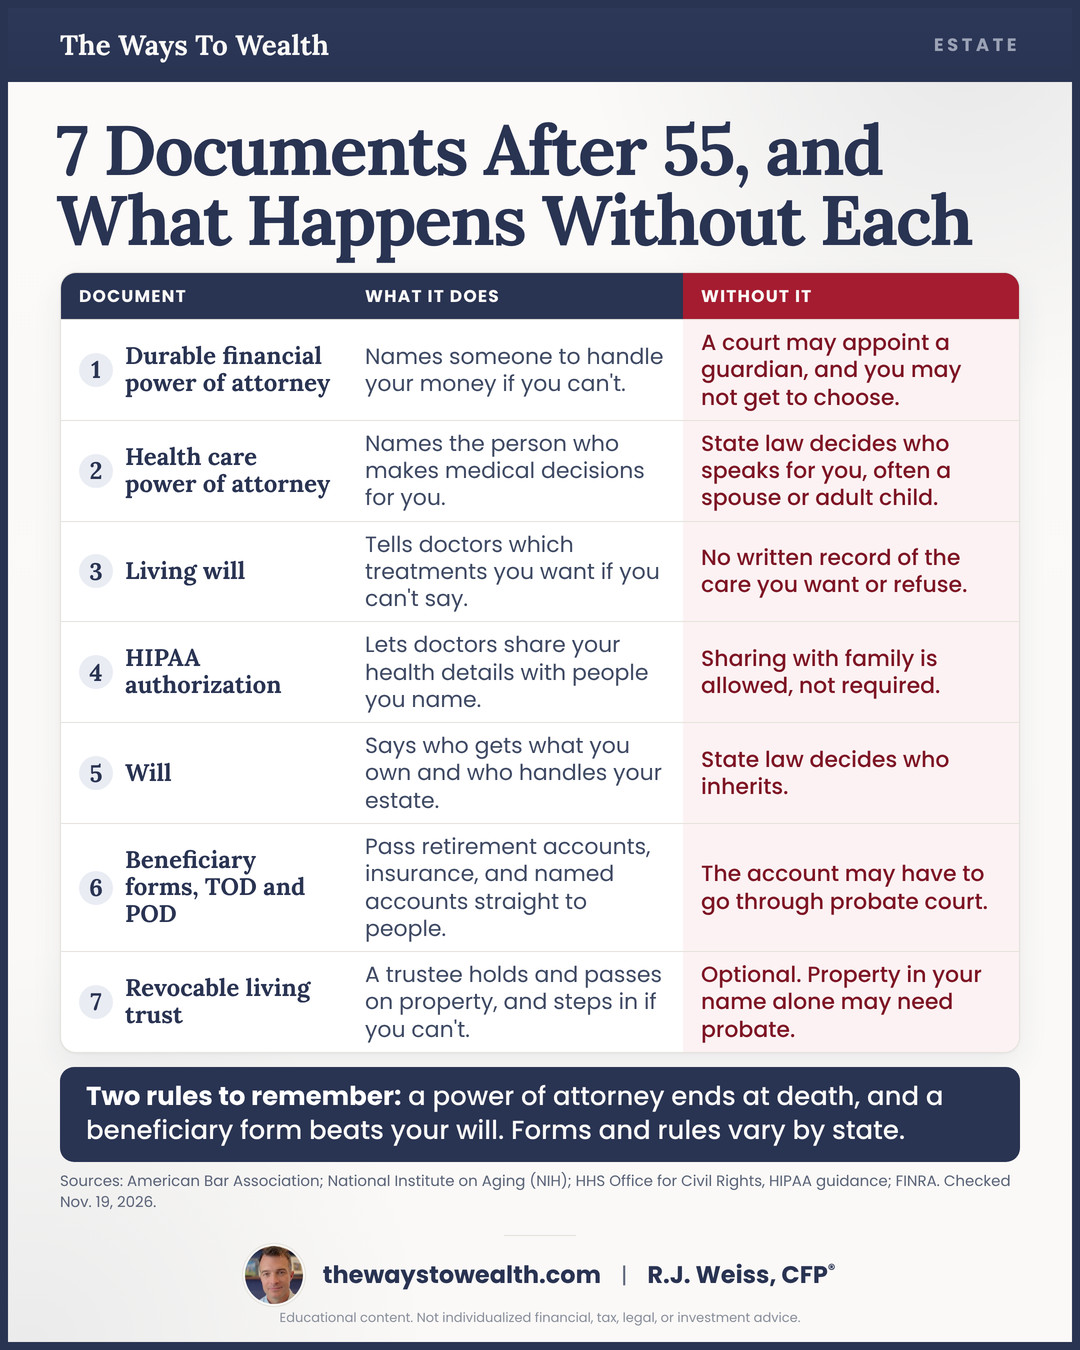 The Ways To Wealth
ESTATE
7 Documents After 55, and
What Happens Without Each
DOCUMENT
WHAT IT DOES
WITHOUT IT
1
Durable financial
power of attorney
Names someone to handle
your money if you can't.
A court may appoint a
guardian, and you may
not get to choose.
2
Health care
power of attorney
Names the person who
makes medical decisions
for you.
State law decides who
speaks for you, often a
spouse or adult child.
3
Living will
Tells doctors which
treatments you want if you
can't say.
No written record of the
care you want or refuse.
4
HIPAA
authorization
Lets doctors share your
health details with people
you name.
Sharing with family is
allowed, not required.
5
Will
Says who gets what you
own and who handles your
estate.
State law decides who
inherits.
6
Beneficiary
forms, TOD and
POD
Pass retirement accounts,
insurance, and named
accounts straight to
people.
The account may have to
go through probate court.
7
Revocable living
trust
A trustee holds and passes
on property, and steps in if
you can't.
Optional. Property in your
name alone may need
probate.
Two rules to remember: a power of attorney ends at death, and a
beneficiary form beats your will. Forms and rules vary by state.
Sources: American Bar Association; National Institute on Aging (NIH); HHS Office for Civil Rights, HIPAA guidance; FINRA. Checked
Nov. 19, 2026.
thewaystowealth.com | R.J. Weiss, CFP®
Educational content. Not individualized financial, tax, legal, or investment advice.